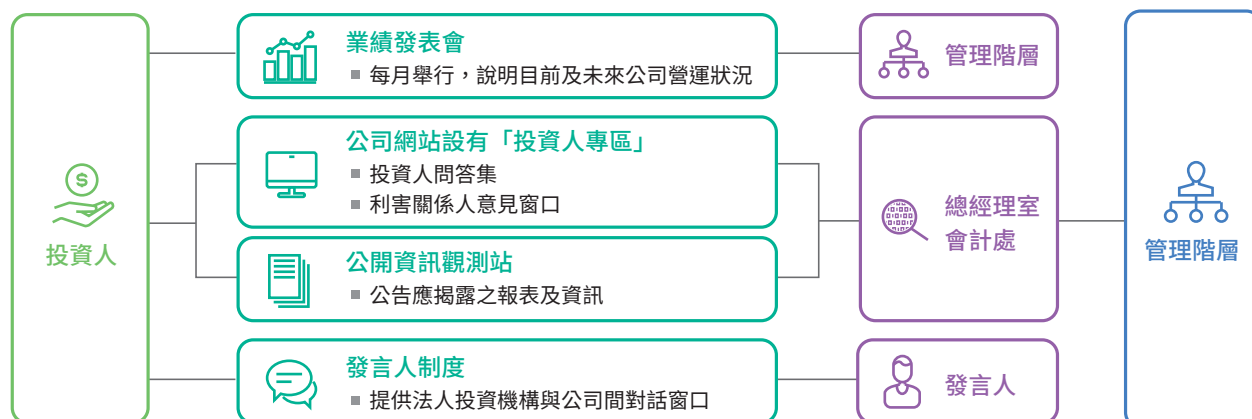 投資人
業績發表會
■ 每月舉行，說明目前及未來公司營運狀況
管理階層
公司網站設有「投資人專區」
■ 投資人問答集
■ 利害關係人意見窗口
公開資訊觀測站
■ 公告應揭露之報表及資訊
總經理室
會計處
發言人制度
■ 提供法人投資機構與公司間對話窗口
發言人
管理階層